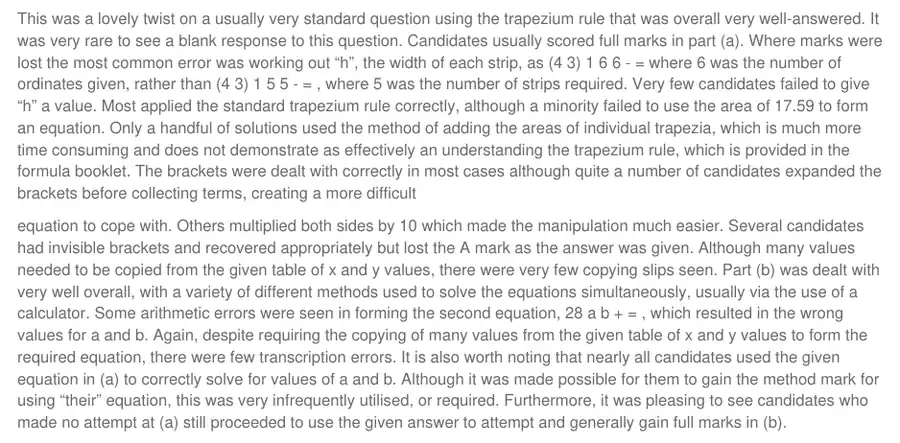 This was a lovely twist on a usually very standard question using the trapezium rule that was overall very well-answered. It
was very rare to see a blank response to this question. Candidates usually scored full marks in part (a). Where marks were
lost the most common error was working out “h”, the width of each strip, as (4 3) 1 6 6 - = where 6 was the number of
ordinates given, rather than (4 3) 1 5 5 - = , where 5 was the number of strips required. Very few candidates failed to give
“h” a value. Most applied the standard trapezium rule correctly, although a minority failed to use the area of 17.59 to form
an equation. Only a handful of solutions used the method of adding the areas of individual trapezia, which is much more
time consuming and does not demonstrate as effectively an understanding the trapezium rule, which is provided in the
formula booklet. The brackets were dealt with correctly in most cases although quite a number of candidates expanded the
brackets before collecting terms, creating a more difficult
equation to cope with. Others multiplied both sides by 10 which made the manipulation much easier. Several candidates
had invisible brackets and recovered appropriately but lost the A mark as the answer was given. Although many values
needed to be copied from the given table of x and y values, there were very few copying slips seen. Part (b) was dealt with
very well overall, with a variety of different methods used to solve the equations simultaneously, usually via the use of a
calculator. Some arithmetic errors were seen in forming the second equation, 28 a b + = , which resulted in the wrong
values for a and b. Again, despite requiring the copying of many values from the given table of x and y values to form the
required equation, there were few transcription errors. It is also worth noting that nearly all candidates used the given
equation in (a) to correctly solve for values of a and b. Although it was made possible for them to gain the method mark for
using “their” equation, this was very infrequently utilised, or required. Furthermore, it was pleasing to see candidates who
made no attempt at (a) still proceeded to use the given answer to attempt and generally gain full marks in (b).